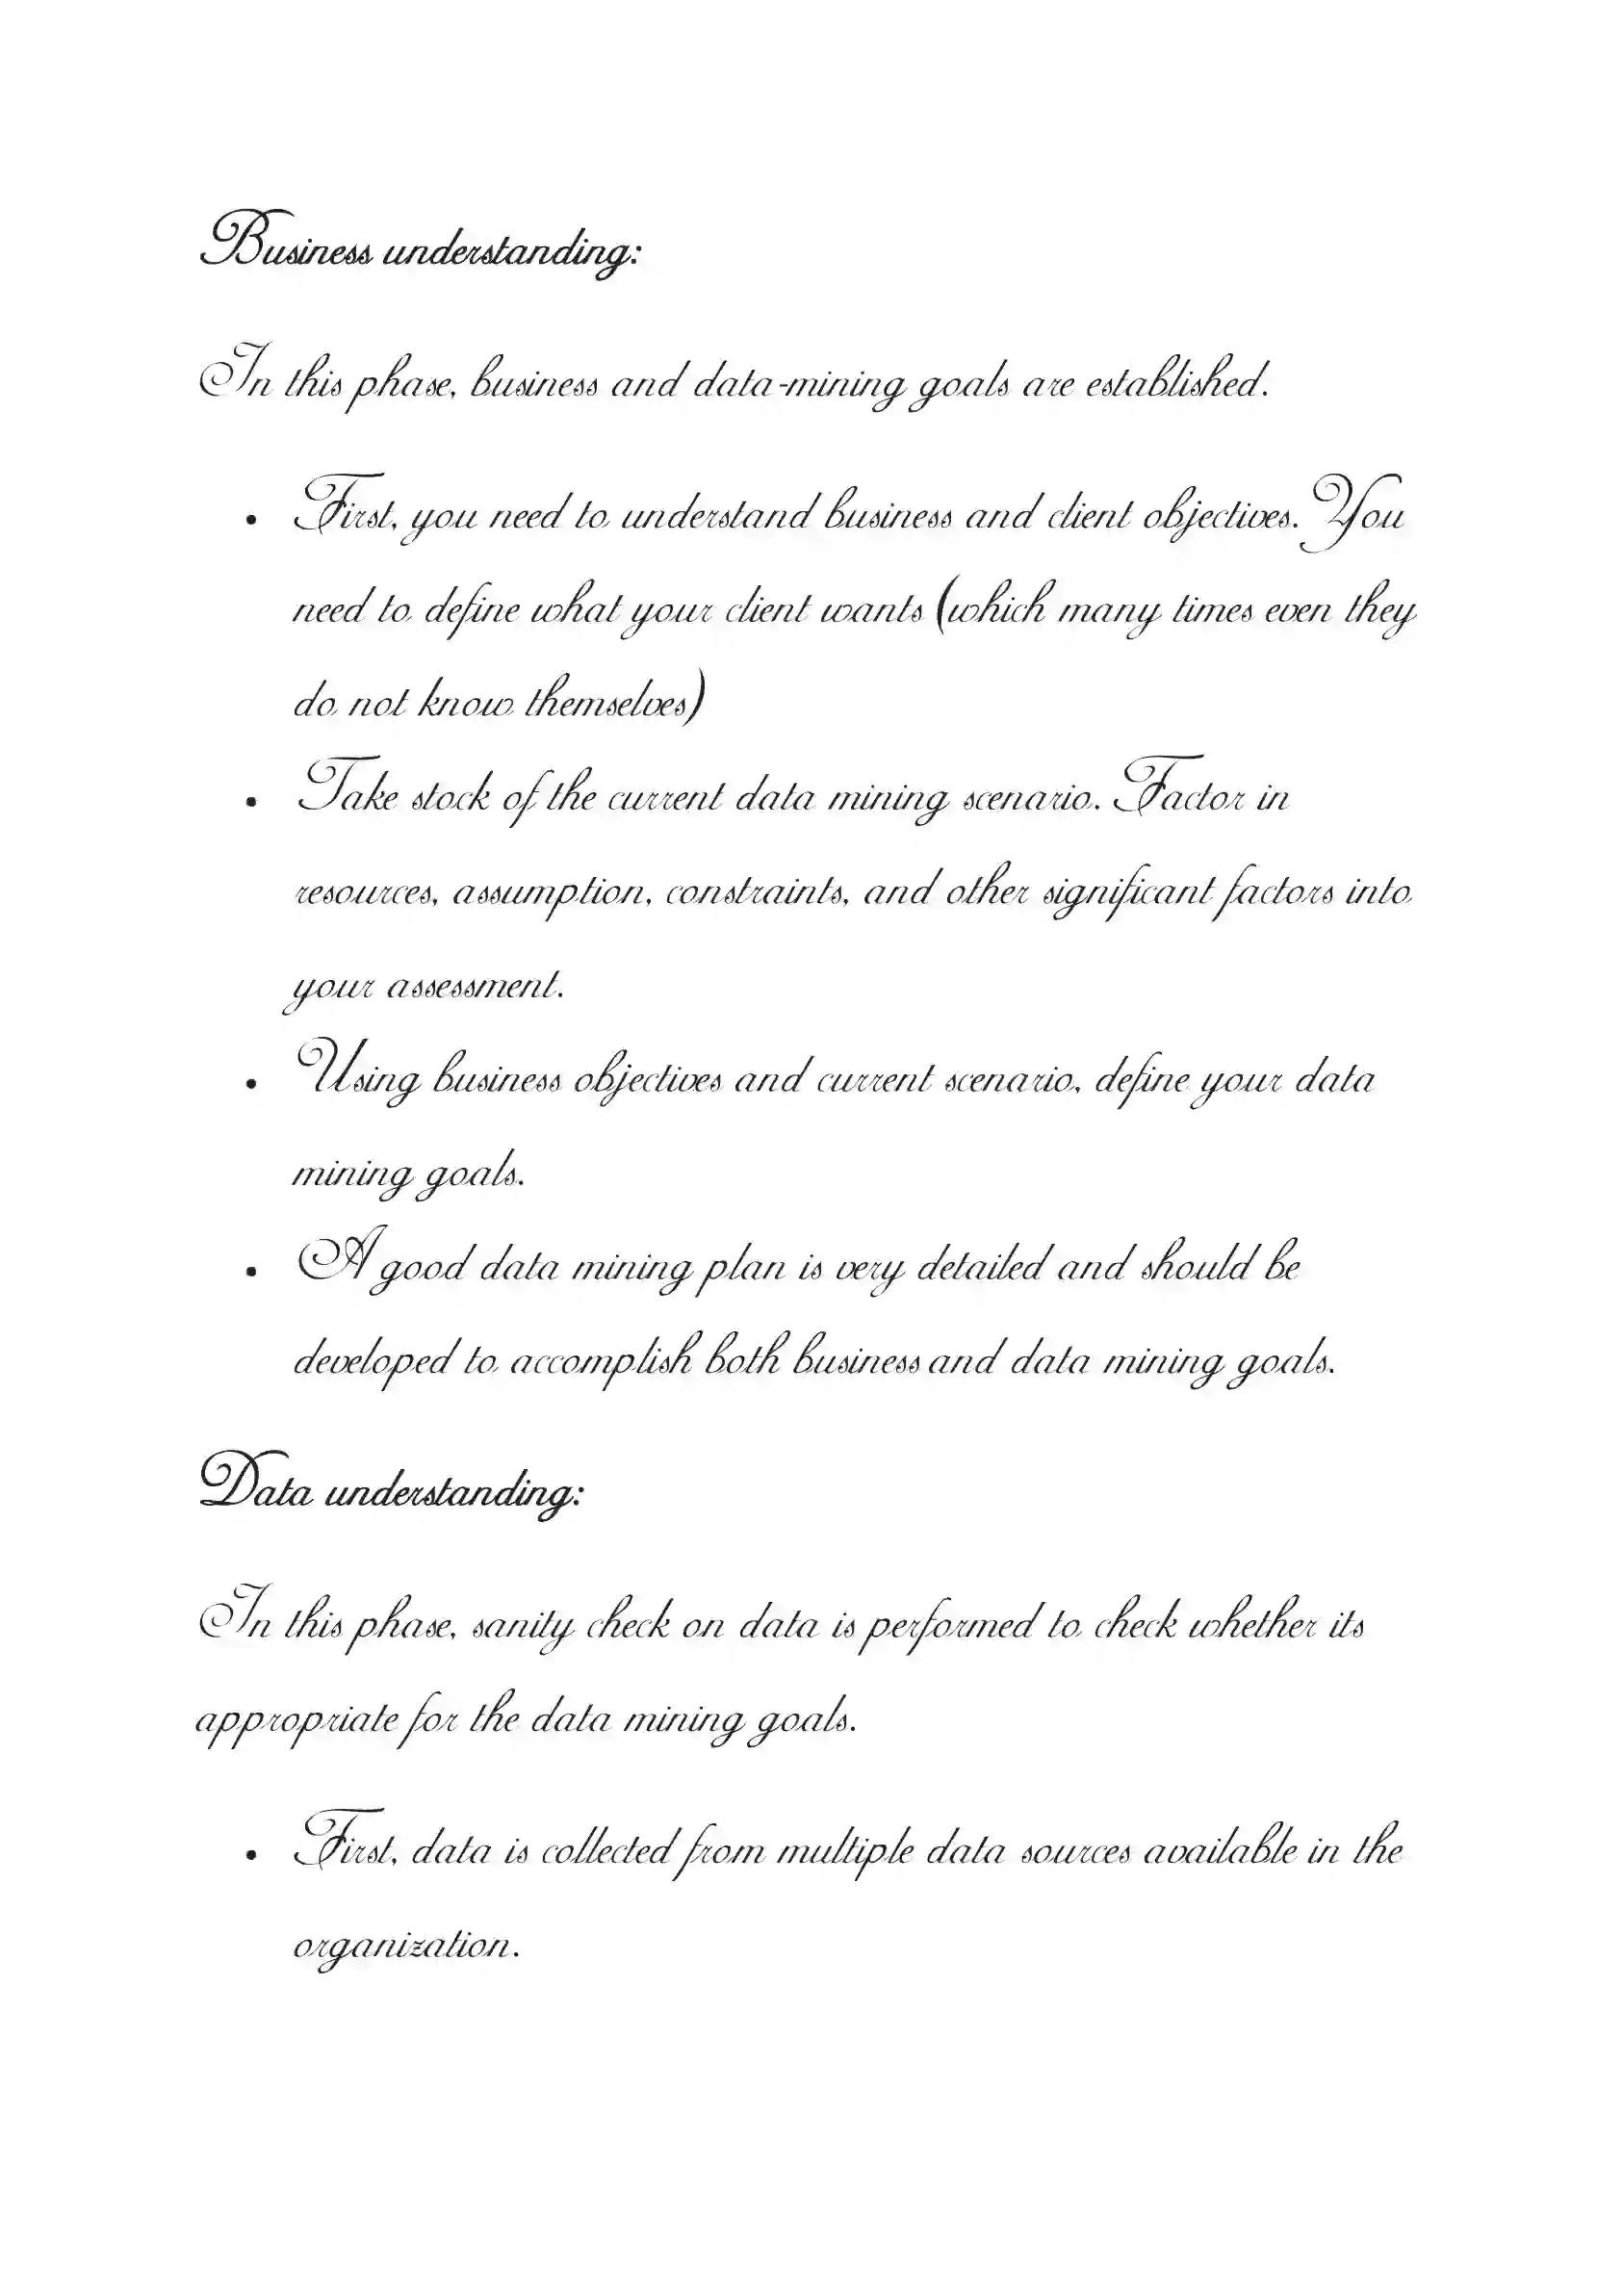 Business understanding:
In this phase, business and data-mining goals are established.
• First, you need to understand business and client objectives. You
need to define what your client wants (which many times even they
do not know themselves)
• Take stock of the current data mining scenario. Factor in
resources, assumption, constraints, and other significant factors into
your assessment.
• Using business objectives and current scenario, define your data
mining goals.
• A good data mining plan is very detailed and should be
developed to accomplish both business and data mining goals.
Data understanding:
In this phase, sanity check on data is performed to check whether its
appropriate for the data mining goals.
• First, data is collected from multiple data sources available in the
organization.